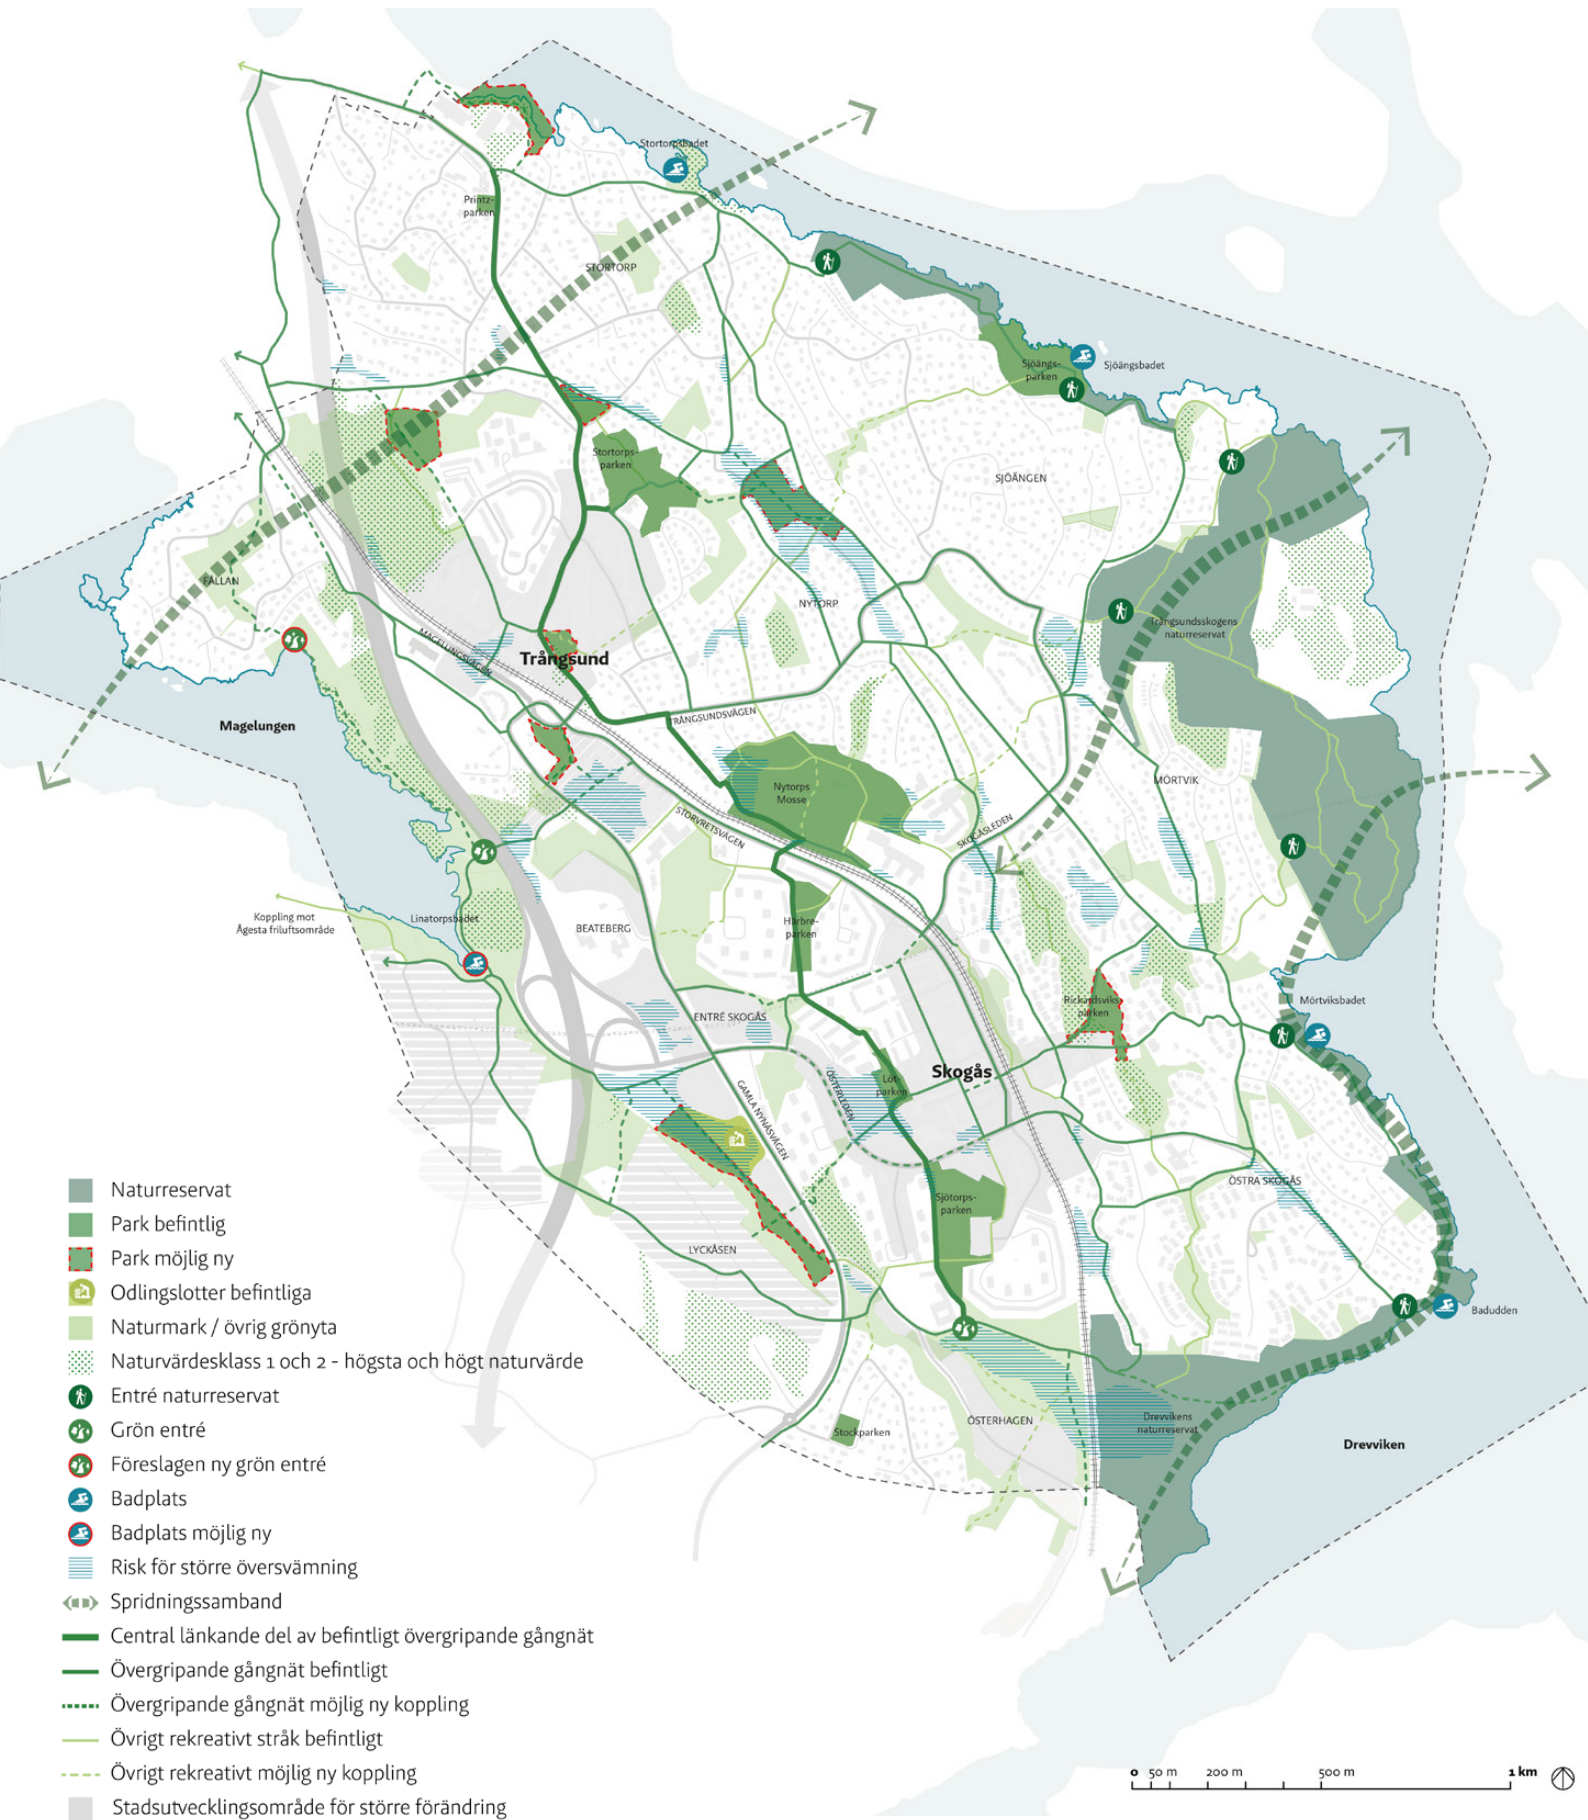 Stortorpsbadet
Printz-
parken
STORTORP
Sjöängs-
parken
Sjöängsbadet
Stortorps-
parken
SJÖÄNGEN
FÄLLAN
NYTORP
Trångsundsskogens
naturreservat
MAGELUNGSVÄGEN
Trångsund
Magelungen
TRÅNGSUNDSVÄGEN
MÖRTVIK
Nytorps
Mosse
STORVRETSVÄGEN
SKOGÅSLEDEN
Koppling mot
Ågesta friluftsområde
Linatorpsbadet
BEATEBERG
Härbre-
parken
Mörtviksbadet
Rickardsviks-
parken
ENTRÉ SKOGÅS
Skogås
Löt-
parken
ÖSTERLEDEN
GAMLA NYNÄSVÄGEN
ÖSTRA SKOGÅS
Sjötorps-
parken
LYCKÅSEN
Badudden
Stockparken
ÖSTERHAGEN
Drevvikens
naturreservat
Drevviken
Naturreservat
Park befintlig
Park möjlig ny
Odlingslotter befintliga
Naturmark / övrig grönyta
Naturvärdesklass 1 och 2 - högsta och högt naturvärde
Entré naturreservat
Grön entré
Föreslagen ny grön entré
Badplats
Badplats möjlig ny
Risk för större översvämning
Spridningssamband
Central länkande del av befintligt övergripande gångnät
Övergripande gångnät befintligt
Övergripande gångnät möjlig ny koppling
Övrigt rekreativt stråk befintligt
Övrigt rekreativt möjlig ny koppling
Stadsutvecklingsområde för större förändring
0 50 m 200 m 500 m 1 km